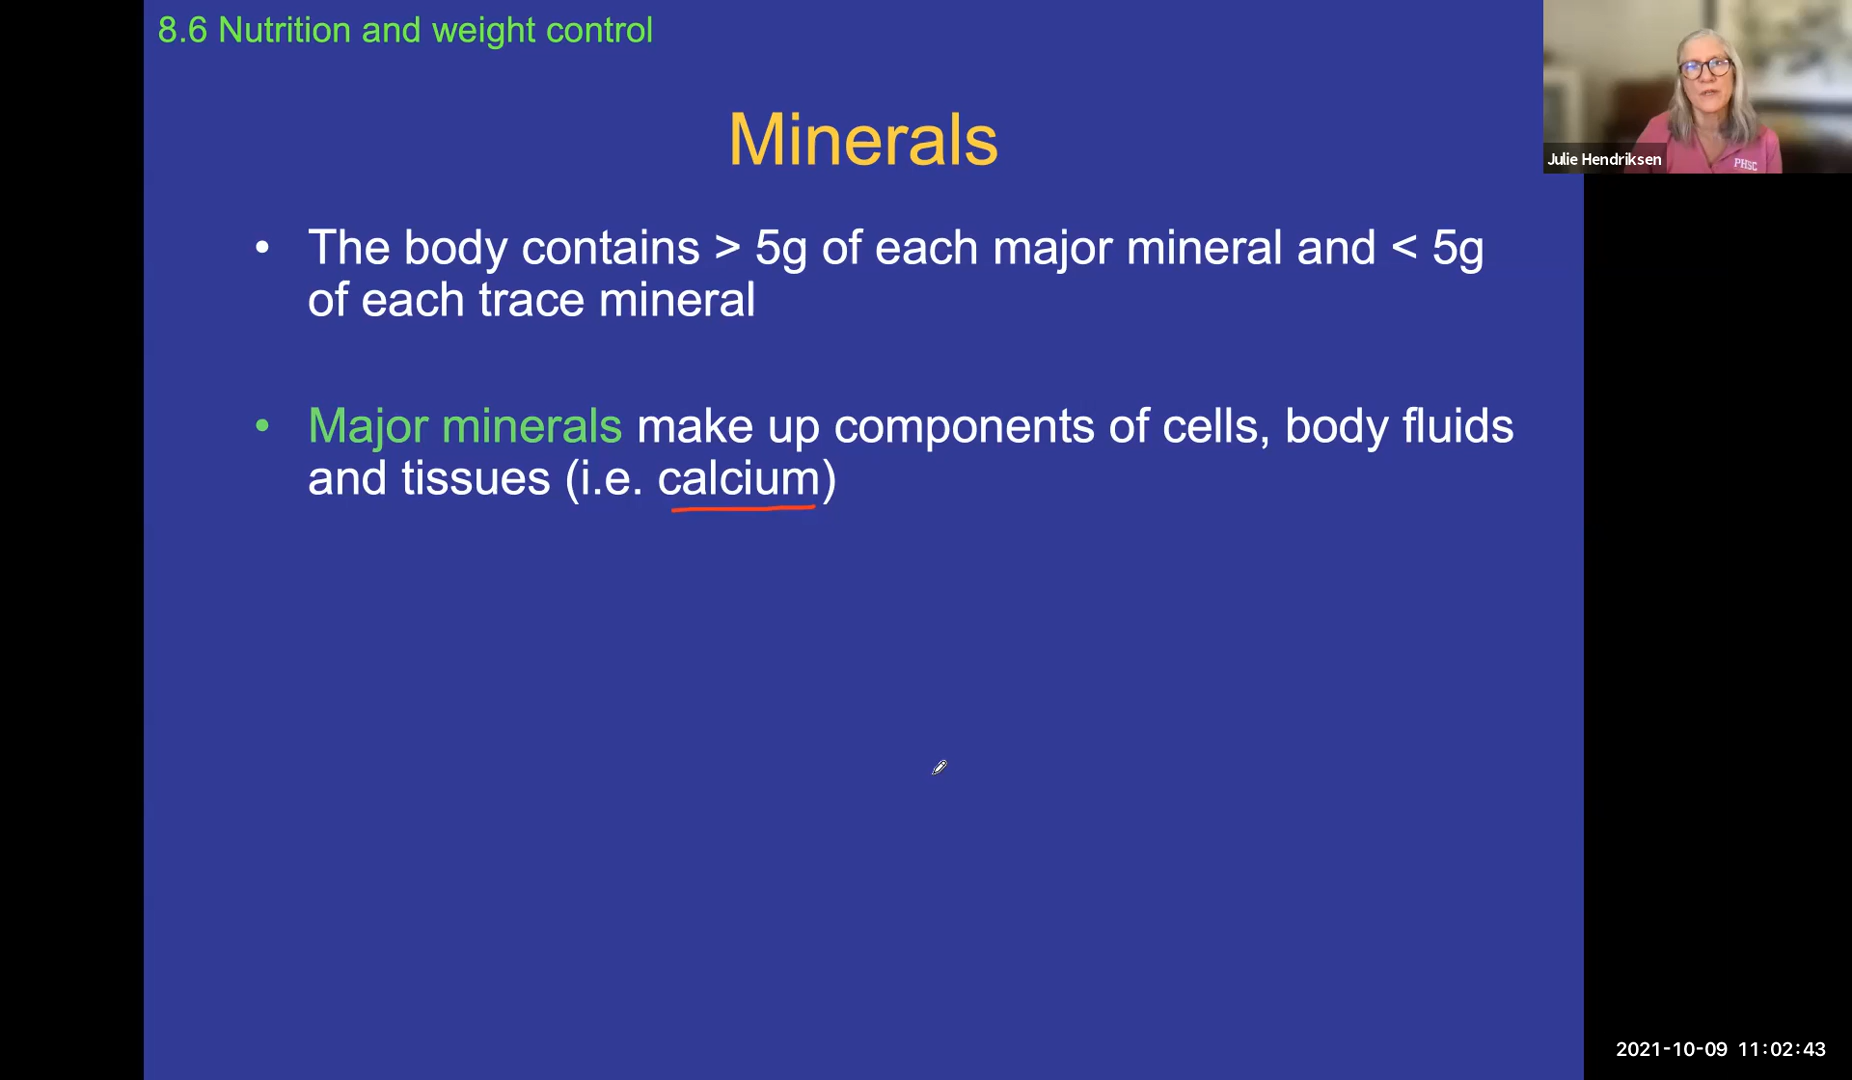 8.6 Nutrition and weight control
Minerals
• The body contains > 5g of each major mineral and < 5g
of each trace mineral
• Major minerals make up components of cells, body fluids
and tissues (i.e. calcium)
PHSC
Julie Hendriksen
2021-10-09 11:02:43